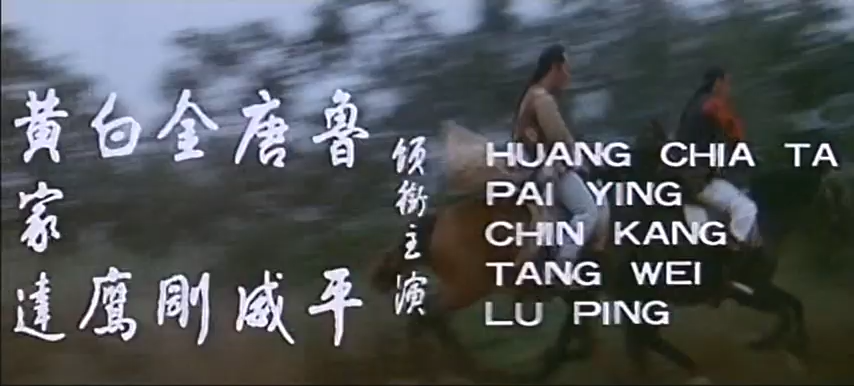 黃家達
白鷹
金剛
唐威
魯平
領銜主演
HUANG CHIA TA
PAI YING
CHIN KANG
TANG WEI
LU PING